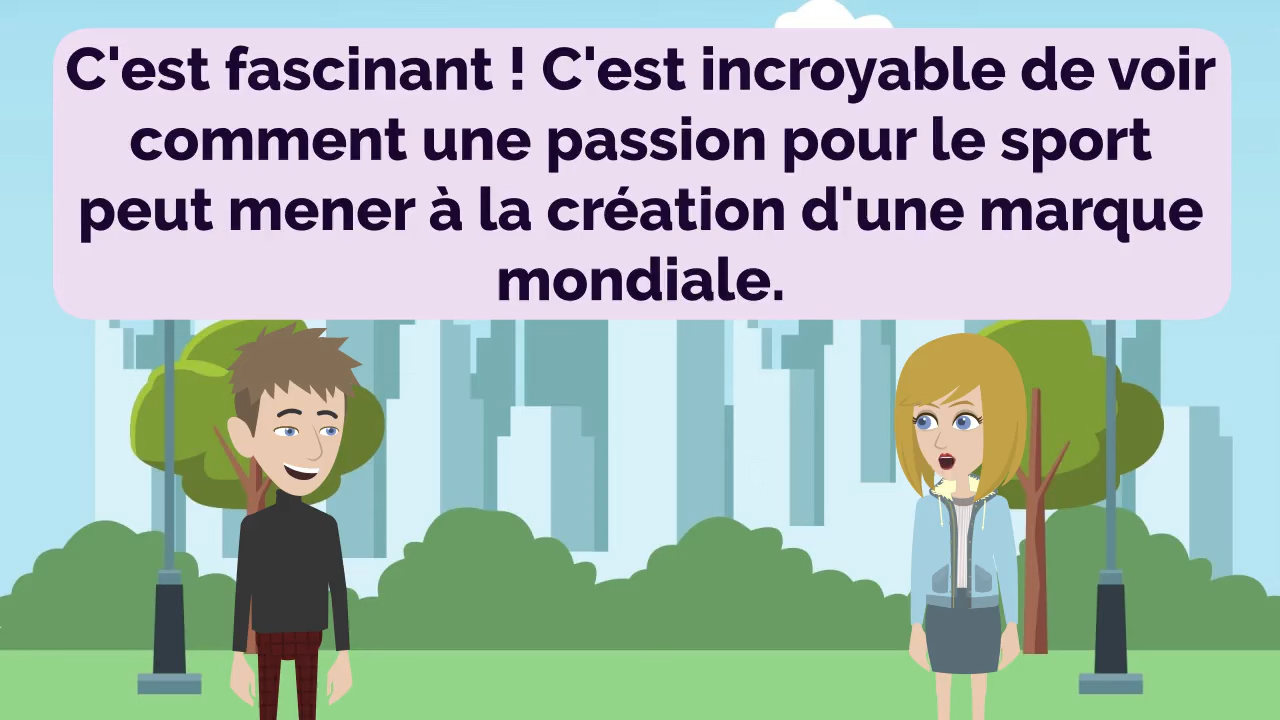 C'est fascinant ! C'est incroyable de voir
comment une passion pour le sport
peut mener à la création d'une marque
mondiale.